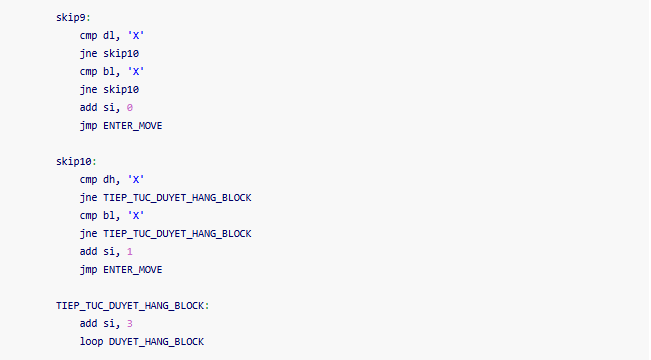 skip9:
cmp dl, 'X'
jne skip10
cmp bl, 'X'
jne skip10
add si, 0
jmp ENTER_MOVE
skip10:
cmp dh, 'X'
jne TIEP_TUC_DUYET_HANG_BLOCK
cmp bl, 'X'
jne TIEP_TUC_DUYET_HANG_BLOCK
add si, 1
jmp ENTER_MOVE
TIEP_TUC_DUYET_HANG_BLOCK:
add si, 3
loop DUYET_HANG_BLOCK